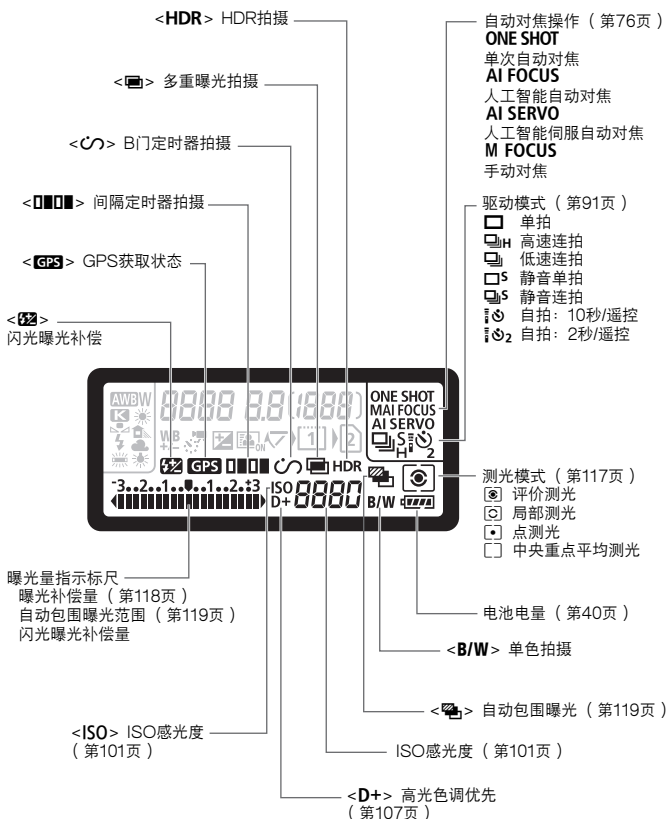 <HDR> HDR拍摄
<> 多重曝光拍摄
<> B门定时器拍摄
<> 间隔定时器拍摄
<GPS> GPS获取状态
<>
闪光曝光补偿
自动对焦操作（第76页）
ONE SHOT
单次自动对焦
AI FOCUS
人工智能自动对焦
AI SERVO
人工智能伺服自动对焦
M FOCUS
手动对焦
驱动模式（第91页）
单拍
H 高速连拍
低速连拍
S 静音单拍
S 静音连拍
自拍：10秒/遥控
2 自拍：2秒/遥控
AWB W
K
8888 8.8 (1888)
WB
+-
ON
1
2
ONE SHOT
MAI FOCUS
AI SERVO
S
H
2
GPS
HDR
-3..2..1..0..1..2.+3
ISO
D+
8880
B/W
测光模式（第117页）
评价测光
局部测光
点测光
中央重点平均测光
曝光量指示标尺
曝光补偿量（第118页）
自动包围曝光范围（第119页）
闪光曝光补偿量
电池电量（第40页）
<B/W> 单色拍摄
<> 自动包围曝光（第119页）
<ISO> ISO感光度
（第101页）
ISO感光度（第101页）
<D+> 高光色调优先
（第107页）